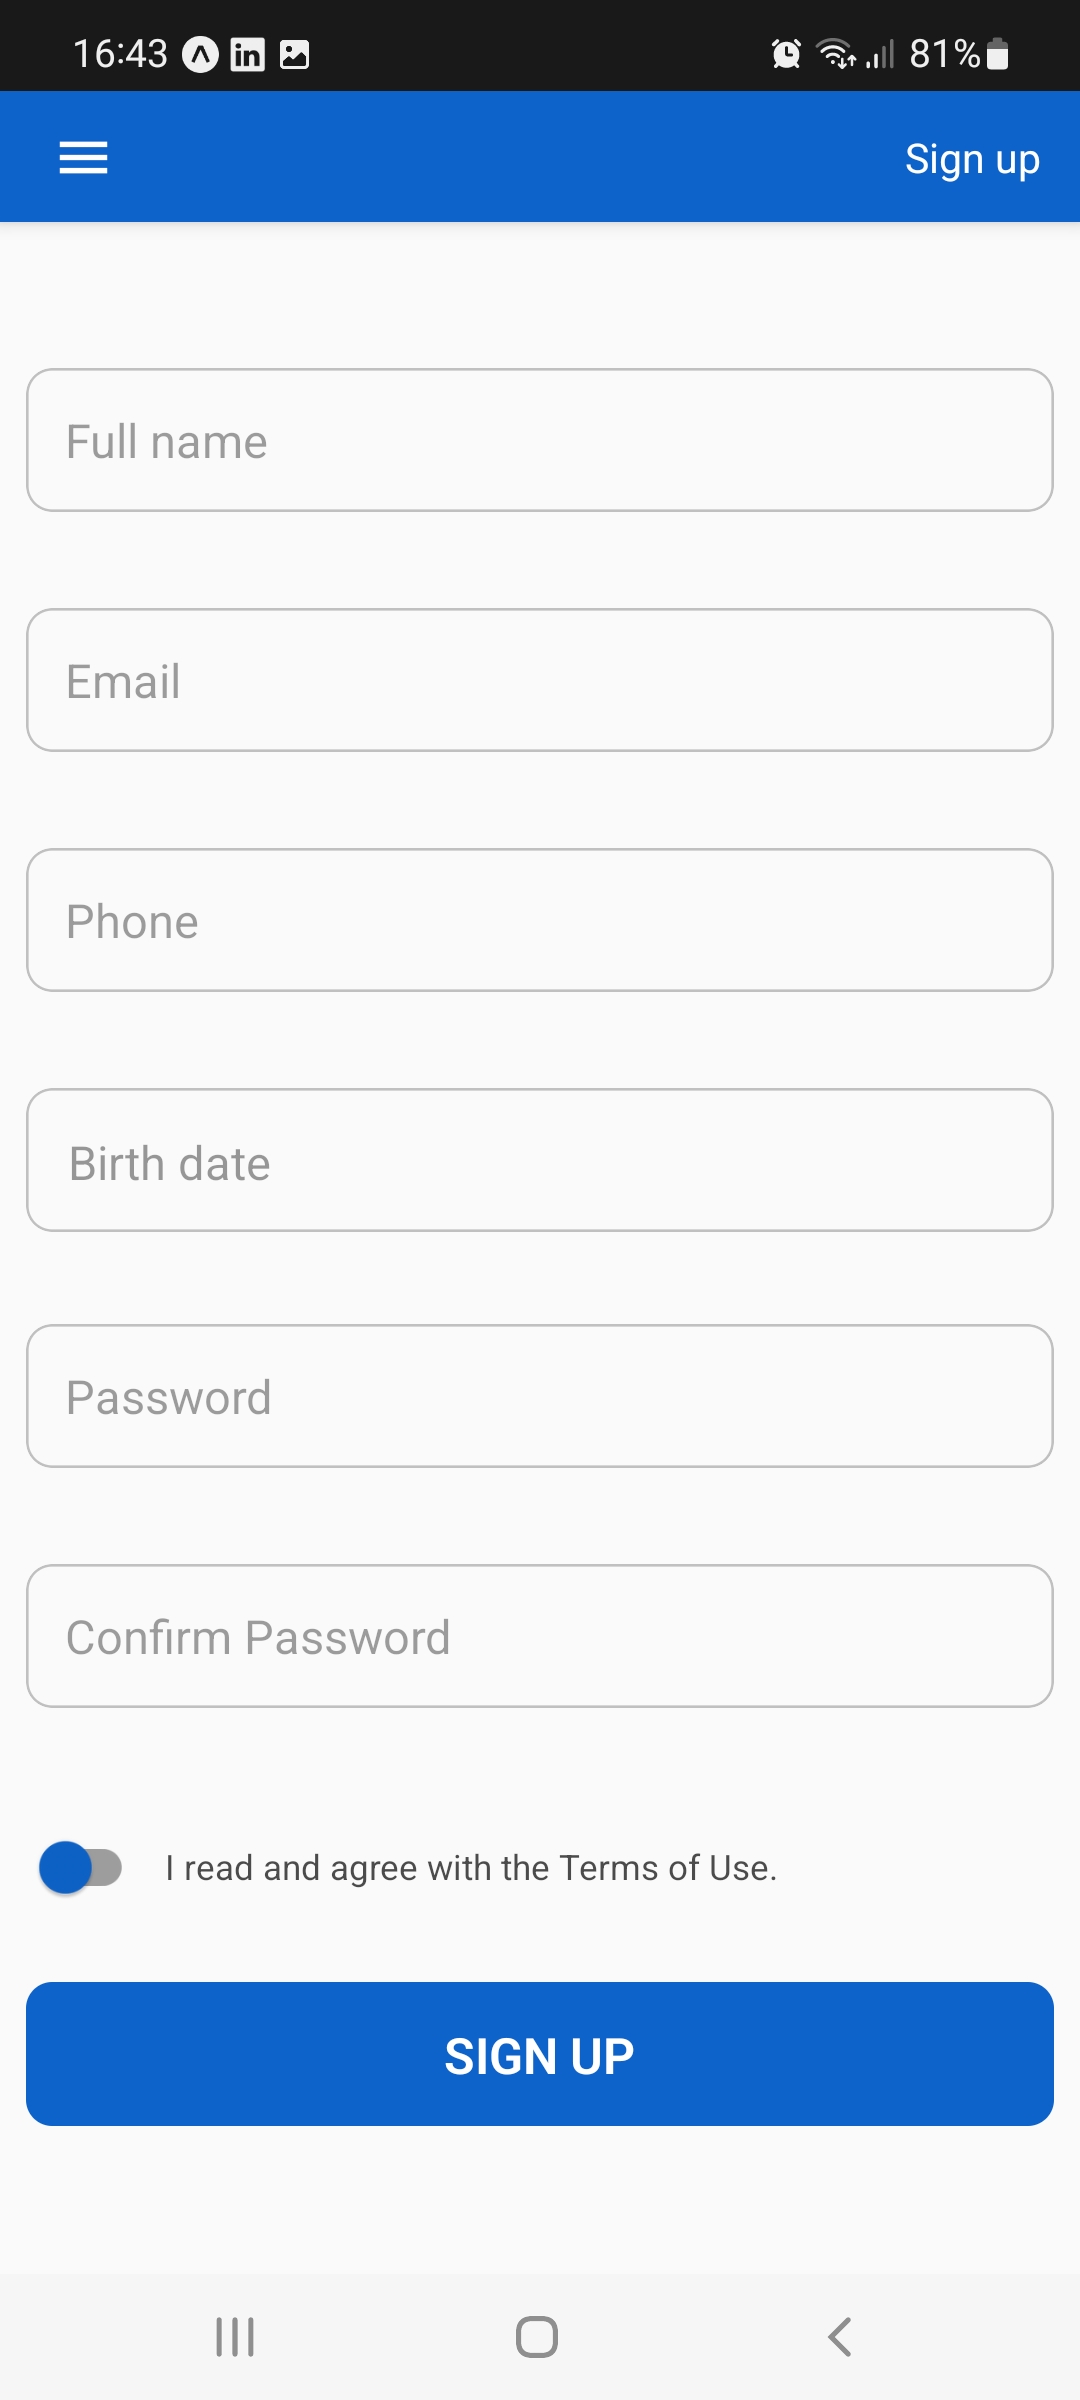 16:43 in 81%
Sign up
Full name
Email
Phone
Birth date
Password
Confirm Password
I read and agree with the Terms of Use.
SIGN UP